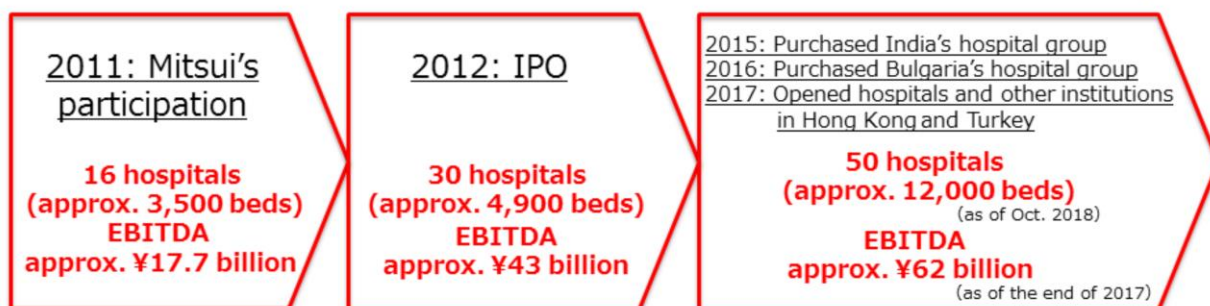 2011: Mitsui's
participation
16 hospitals
(approx. 3,500 beds)
EBITDA
approx. ¥17.7 billion
2012: IPO
30 hospitals
(approx. 4,900 beds)
EBITDA
approx. ¥43 billion
2015: Purchased India's hospital group
2016: Purchased Bulgaria's hospital group
2017: Opened hospitals and other institutions
in Hong Kong and Turkey
50 hospitals
(approx. 12,000 beds)
(as of Oct. 2018)
EBITDA
approx. ¥62 billion
(as of the end of 2017)